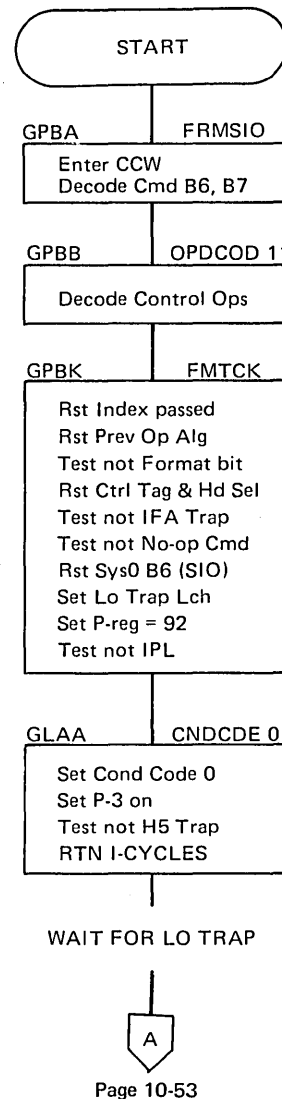 START
GPBA FRMSIO
Enter CCW
Decode Cmd B6, B7
GPBB OPDCOD 11
Decode Control Ops
GPBK FMTCK
Rst Index passed
Rst Prev Op Alg
Test not Format bit
Rst Ctrl Tag & Hd Sel
Test not IFA Trap
Test not No-op Cmd
Rst Sys0 B6 (SIO)
Set Lo Trap Lch
Set P-reg = 92
Test not IPL
GLAA CNDCDE 0
Set Cond Code 0
Set P-3 on
Test not H5 Trap
RTN I-CYCLES
WAIT FOR LO TRAP
A
Page 10-53